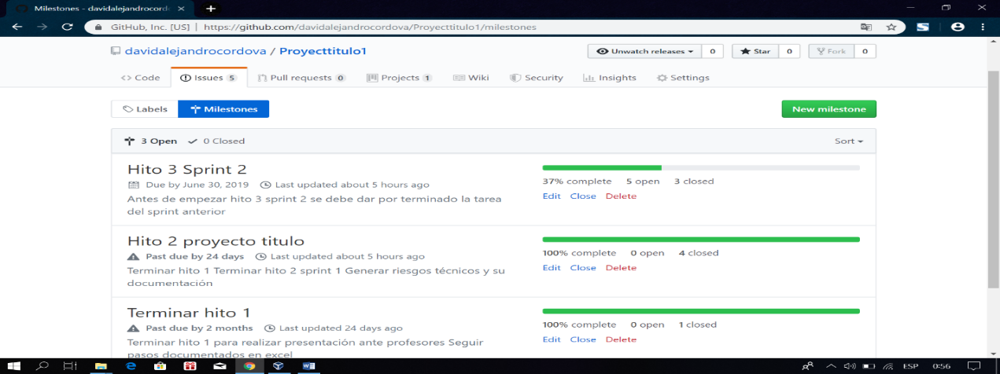 Milestones - davidalejandrocord
GitHub, Inc. [US] | https://github.com/davidalejandrocordova/Proyecttitulo1/milestones
davidalejandrocordova / Proyecttitulo1
Unwatch releases 0 Star 0 Fork 0
Code Issues 5 Pull requests 0 Projects 1 Wiki Security Insights Settings
Labels Milestones New milestone
3 Open 0 Closed Sort
Hito 3 Sprint 2
Due by June 30, 2019 Last updated about 5 hours ago
Antes de empezar hito 3 sprint 2 se debe dar por terminado la tarea
del sprint anterior
37% complete 5 open 3 closed
Edit Close Delete
Hito 2 proyecto titulo
Past due by 24 days Last updated about 5 hours ago
Terminar hito 1 Terminar hito 2 sprint 1 Generar riesgos técnicos y su
documentación
100% complete 0 open 4 closed
Edit Close Delete
Terminar hito 1
Past due by 2 months Last updated 24 days ago
Terminar hito 1 para realizar presentación ante profesores Seguir
pasos documentados en excel
100% complete 0 open 1 closed
Edit Close Delete
ESP 0:56